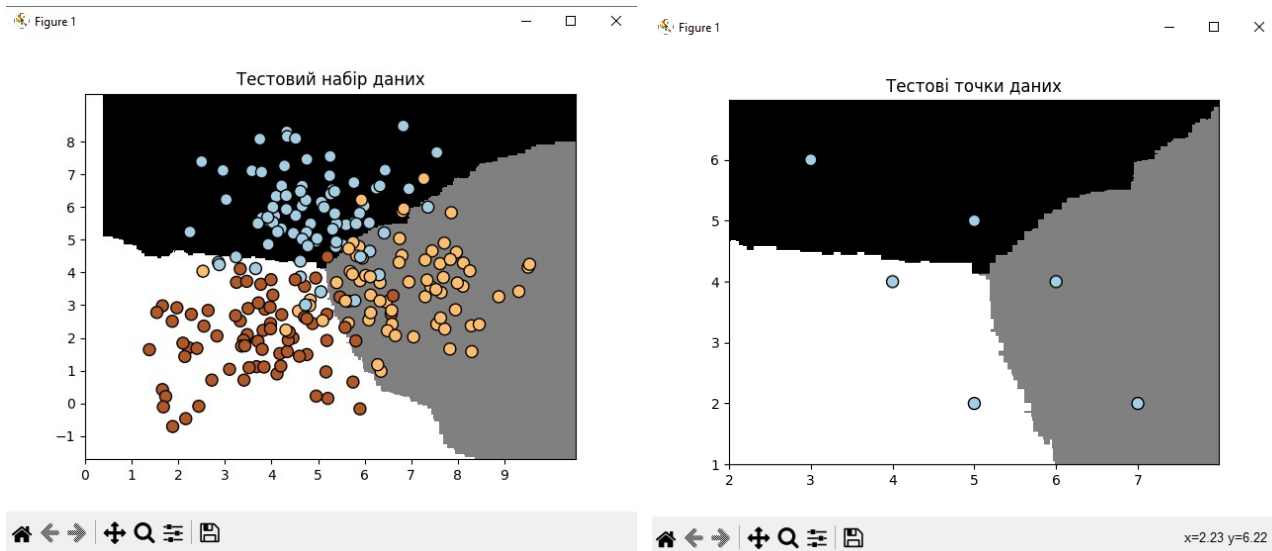 Figure 1
Тестовий набір даних
8
7
6
5
4
3
2
1
0
−1
0 1 2 3 4 5 6 7 8 9
Figure 1
Тестові точки даних
6
5
4
3
2
1
2 3 4 5 6 7
x=2.23 y=6.22